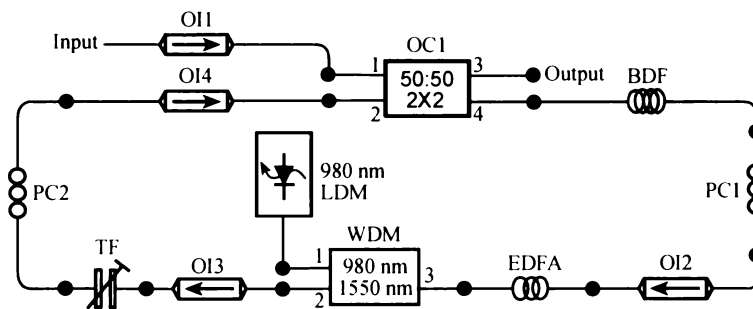 OI1
Input
OC1
1
50:50
2X2
3
Output
BDF
OI4
2
4
980 nm
LDM
PC2
PC1
WDM
TF
OI3
1
980 nm
1550 nm
2
3
EDFA
OI2